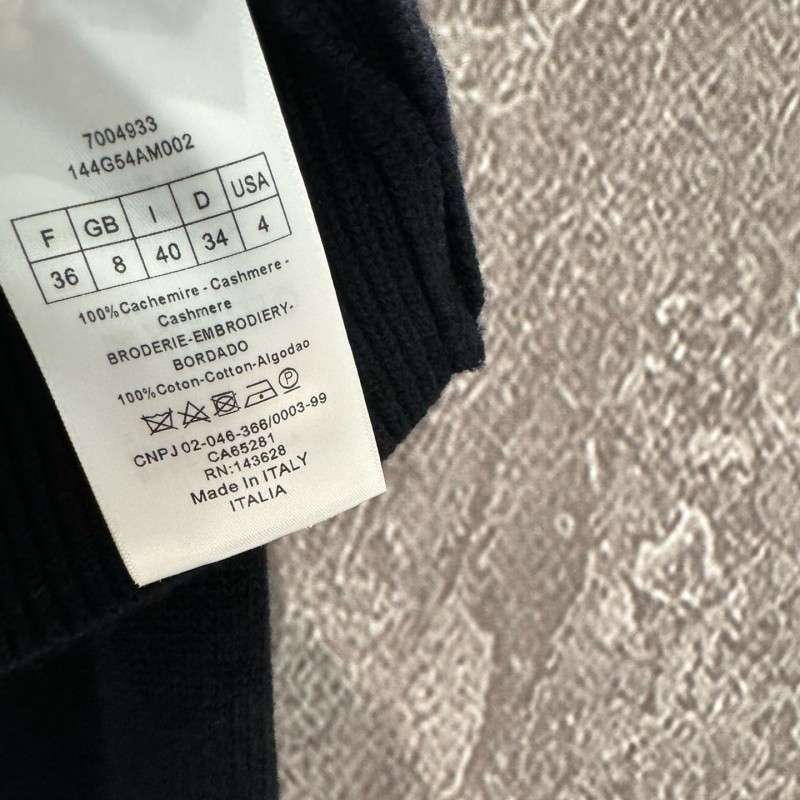 7004933
144G54AM002
F GB I D USA
36 8 40 34 4
100%Cachemire - Cashmere -
Cashmere
BRODERIE-EMBRODIERY-
BORDADO
100%Coton-Cotton-Algodao
P
CNPJ 02-046-366/0003-99
CA65281
RN:143628
Made In ITALY
ITALIA